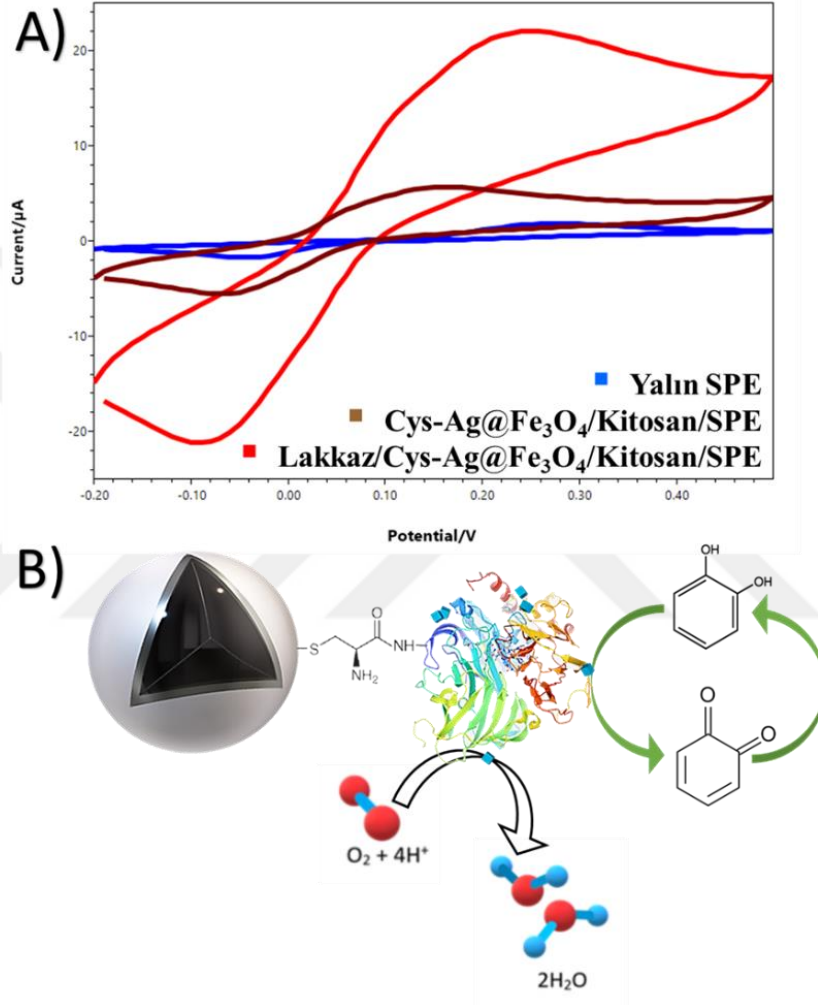 A)
20
10
0
-10
-20
Current/µA
-0.20 -0.10 0.00 0.10 0.20 0.30 0.40
Potential/V
Yalın SPE
Cys-Ag@Fe₃O₄/Kitosan/SPE
Lakkaz/Cys-Ag@Fe₃O₄/Kitosan/SPE
B)
S
O
NH
NH₂
OH
OH
O
O
O₂ + 4H⁺
2H₂O